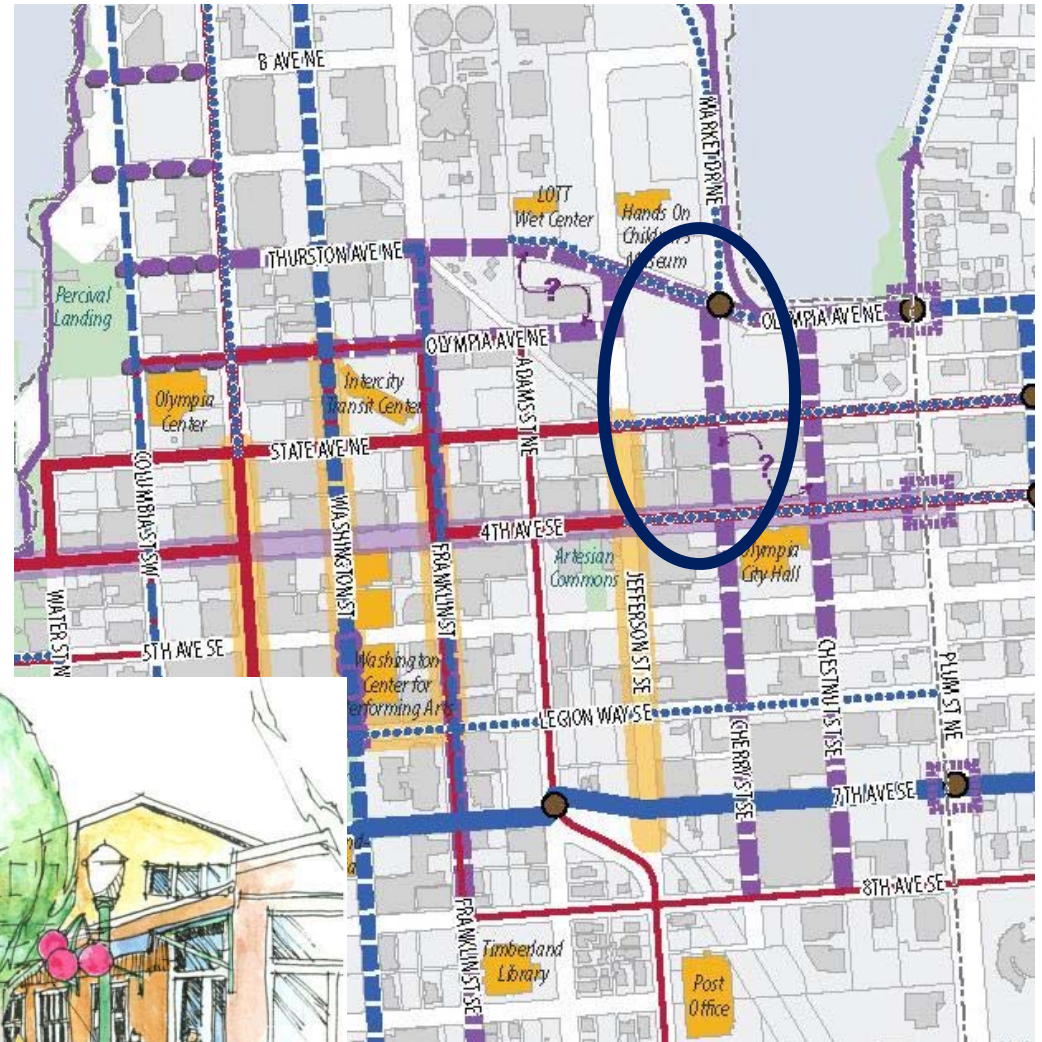 B AVE NE
MARKET DR NE
LOTT
Wet Center
Hands On
Children's
Museum
THURSTON AVE NE
Percival
Landing
?
OLYMPIA AVE NE
OLYMPIA AVE NE
Intercity
Transit Center
Olympia
Center
ADAMS ST NE
STATE AVE NE
COLUMBIA ST SW
WASHINGTON ST
?
4TH AVE SE
FRANKLIN ST
Artesian
Commons
Olympia
City Hall
JEFFERSON ST SE
WATER ST N
5TH AVE SE
CHESTNUT ST SE
PLUM ST NE
Washington
Center for
Performing Arts
LEGION WAY SE
CHERRY ST SE
7TH AVE SE
8TH AVE SE
FRANKLIN ST SE
Timberland
Library
Post
Office